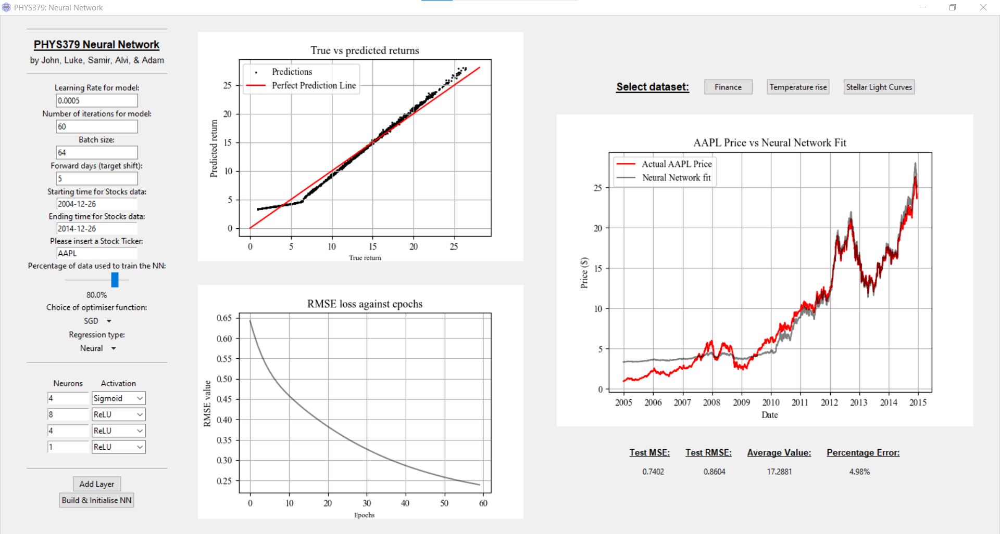 PHYS379: Neural Network
PHYS379 Neural Network
by John, Luke, Samir, Alvi, & Adam
Learning Rate for model:
0.0005
Number of iterations for model:
60
Batch size:
64
Forward days (target shift):
5
Starting time for Stocks data:
2004-12-26
Ending time for Stocks data:
2014-12-26
Please insert a Stock Ticker:
AAPL
Percentage of data used to train the NN:
80.0%
Choice of optimiser function:
SGD
Regression type:
Neural
Neurons Activation
4 Sigmoid
8 ReLU
4 ReLU
1 ReLU
Add Layer
Build & Initialise NN
True vs predicted returns
Predictions
Perfect Prediction Line
Predicted return
25
20
15
10
5
0
0 5 10 15 20 25
True return
RMSE loss against epochs
RMSE value
0.65
0.60
0.55
0.50
0.45
0.40
0.35
0.30
0.25
0 10 20 30 40 50 60
Epochs
Select dataset: Finance Temperature rise Stellar Light Curves
AAPL Price vs Neural Network Fit
Actual AAPL Price
Neural Network fit
Price ($)
25
20
15
10
5
0
2005 2006 2007 2008 2009 2010 2011 2012 2013 2014 2015
Date
Test MSE: Test RMSE: Average Value: Percentage Error:
0.7402 0.8604 17.2881 4.98%